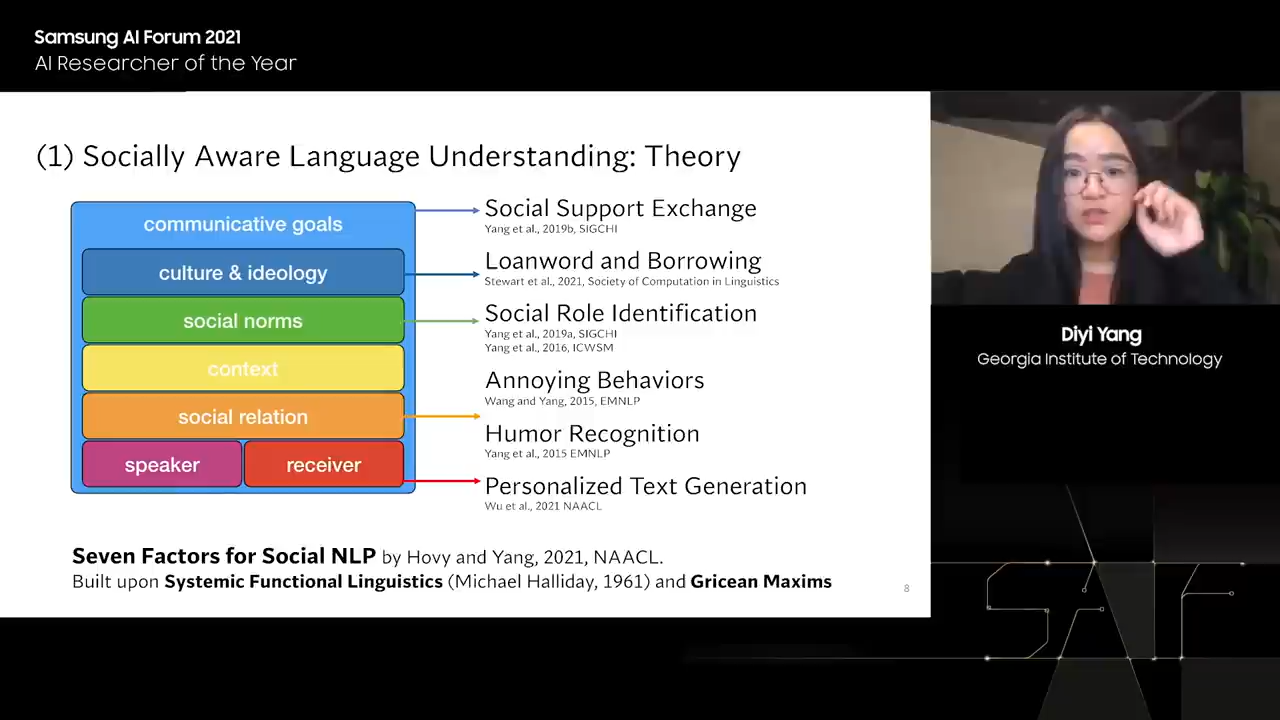 Samsung AI Forum 2021
AI Researcher of the Year
(1) Socially Aware Language Understanding: Theory
communicative goals
culture & ideology
social norms
context
social relation
speaker
receiver
Social Support Exchange
Yang et al., 2019b, SIGCHI
Loanword and Borrowing
Stewart et al., 2021, Society of Computation in Linguistics
Social Role Identification
Yang et al., 2019a, SIGCHI
Yang et al., 2016, ICWSM
Annoying Behaviors
Wang and Yang, 2015, EMNLP
Humor Recognition
Yang et al., 2015 EMNLP
Personalized Text Generation
Wu et al., 2021 NAACL
Seven Factors for Social NLP by Hovy and Yang, 2021, NAACL.
Built upon Systemic Functional Linguistics (Michael Halliday, 1961) and Gricean Maxims
8
Diyi Yang
Georgia Institute of Technology
SAF